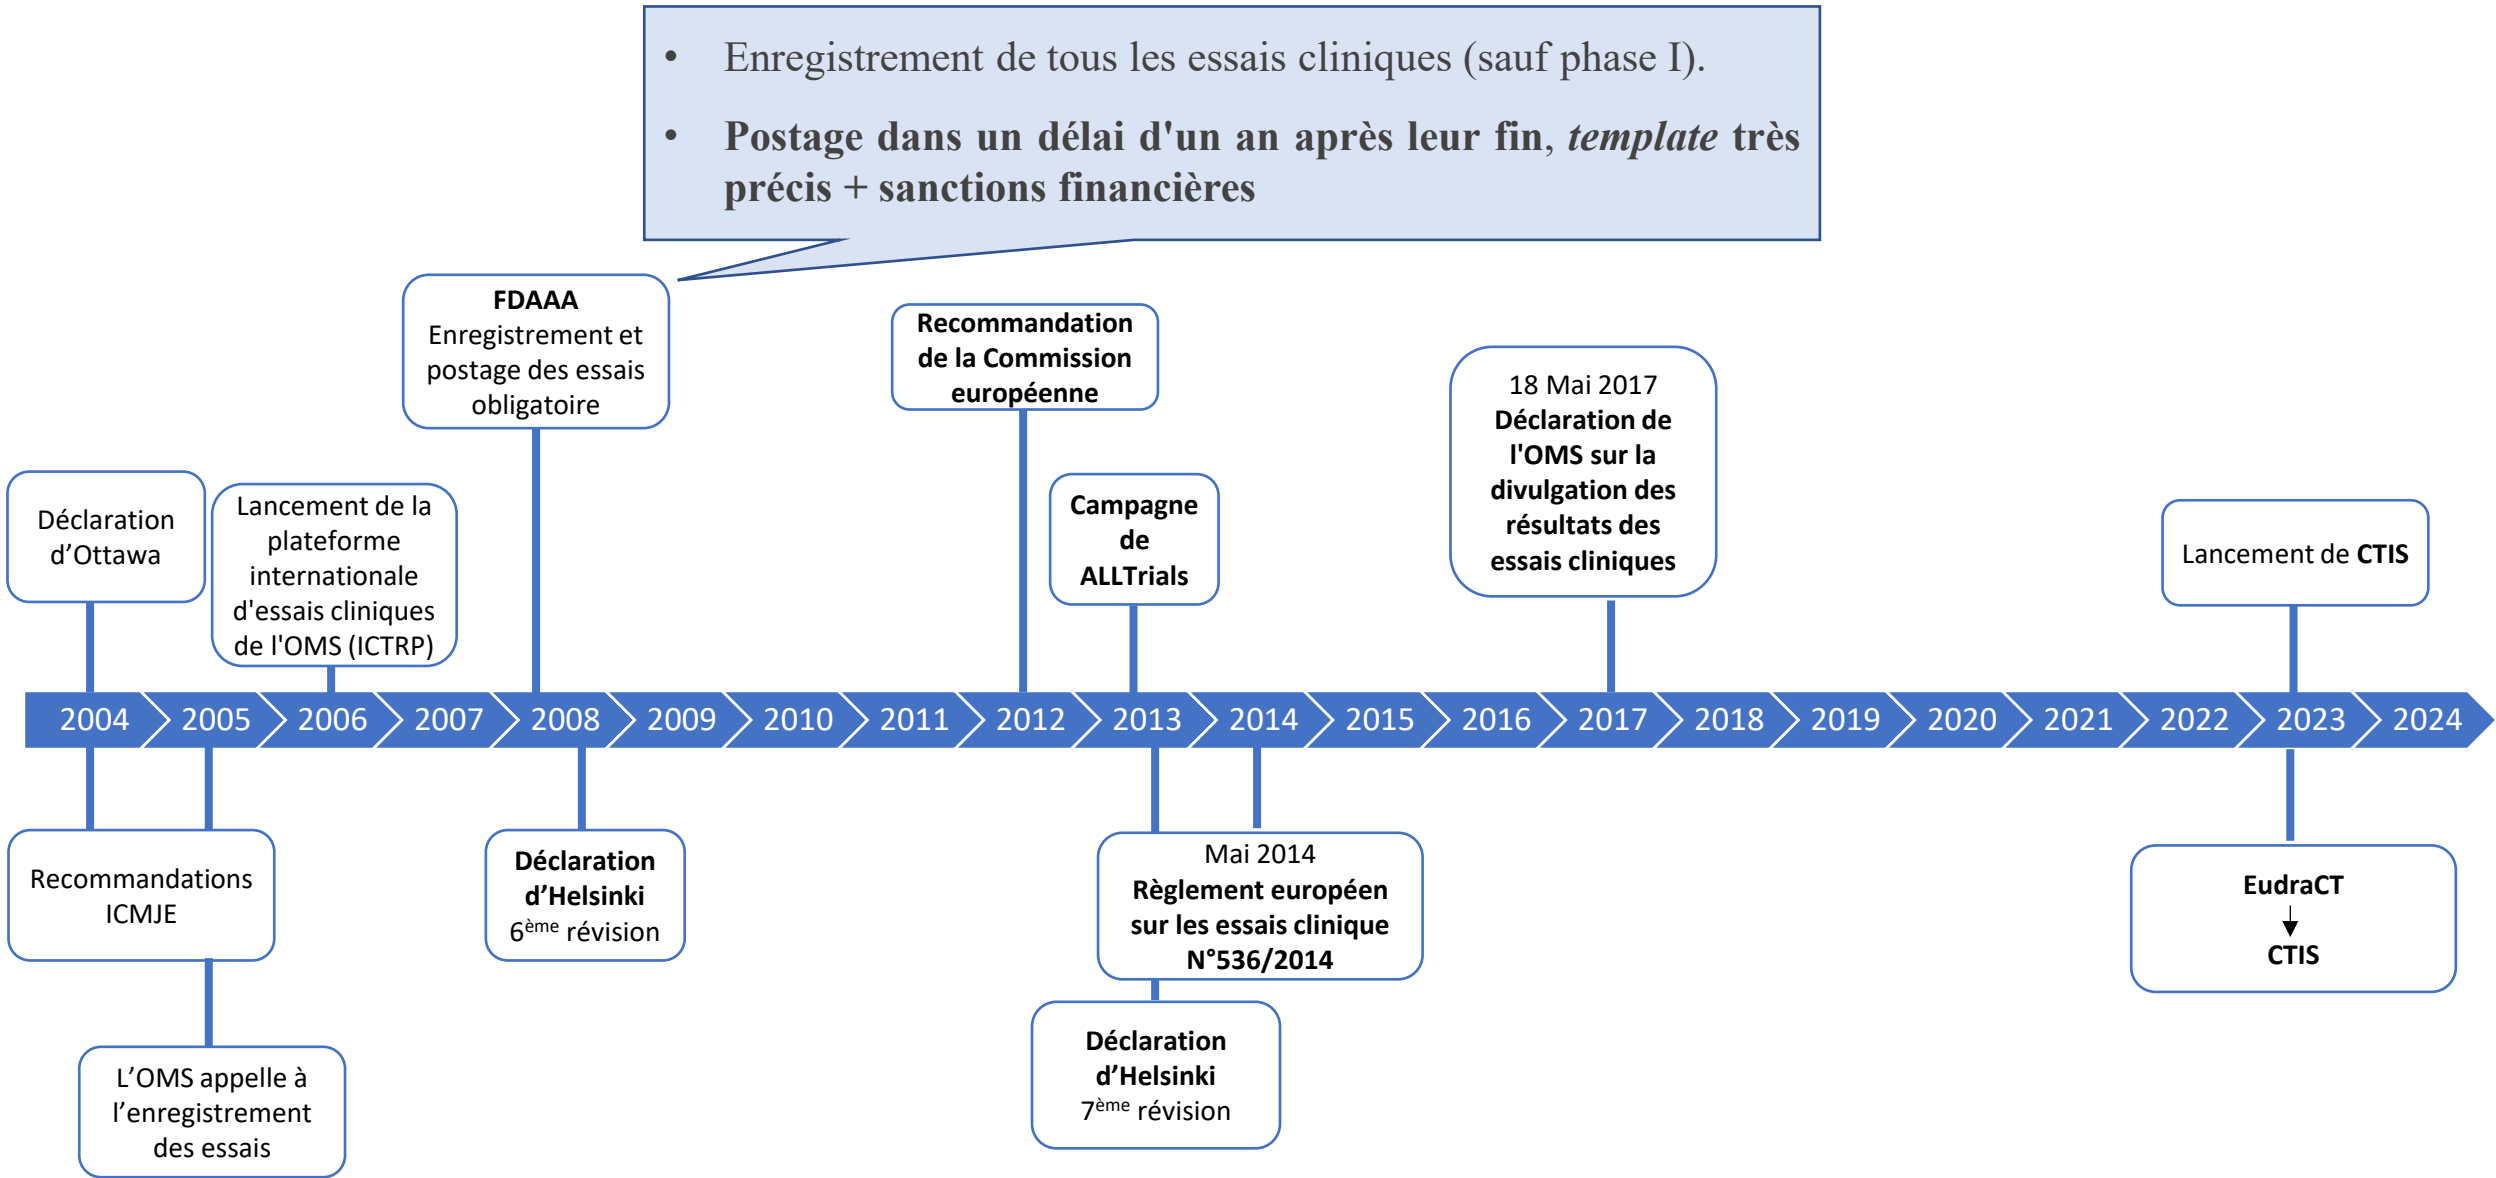 • Enregistrement de tous les essais cliniques (sauf phase I).
• Postage dans un délai d'un an après leur fin, template très
précis + sanctions financières
FDAAA
Enregistrement et
postage des essais
obligatoire
Recommandation
de la Commission
européenne
18 Mai 2017
Déclaration de
l'OMS sur la
divulgation des
résultats des
essais cliniques
Déclaration
d’Ottawa
Lancement de la
plateforme
internationale
d'essais cliniques
de l'OMS (ICTRP)
Campagne
de
ALLTrials
Lancement de CTIS
2004 2005 2006 2007 2008 2009 2010 2011 2012 2013 2014 2015 2016 2017 2018 2019 2020 2021 2022 2023 2024
Recommandations
ICMJE
Déclaration
d’Helsinki
6ème révision
Mai 2014
Règlement européen
sur les essais clinique
N°536/2014
EudraCT
CTIS
L’OMS appelle à
l’enregistrement
des essais
Déclaration
d’Helsinki
7ème révision